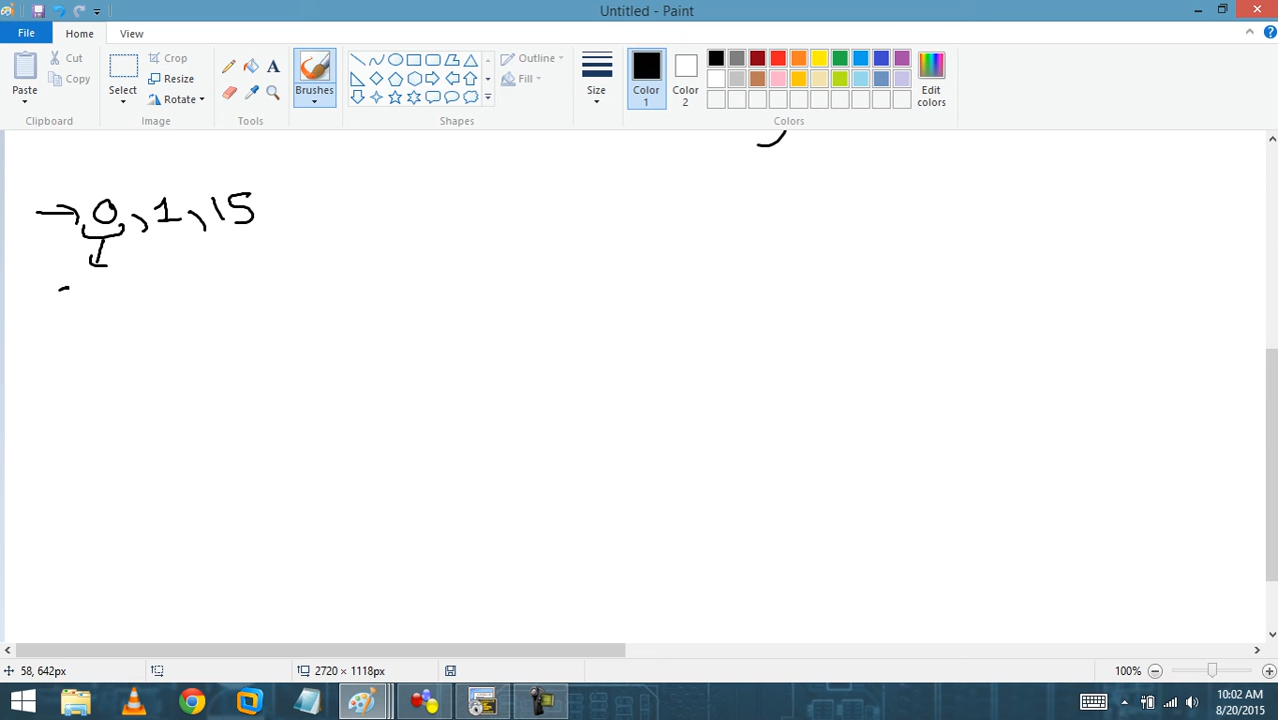 Untitled - Paint
File Home View
Paste
Cut
Copy
Clipboard
Select
Crop
Resize
Rotate
Image
Tools
Brushes
Outline
Fill
Shapes
Size
Color 1
Color 2
Edit colors
Colors
→ 0, 1, 15
58, 642px
2720 × 1118px
100%
10:02 AM
8/20/2015